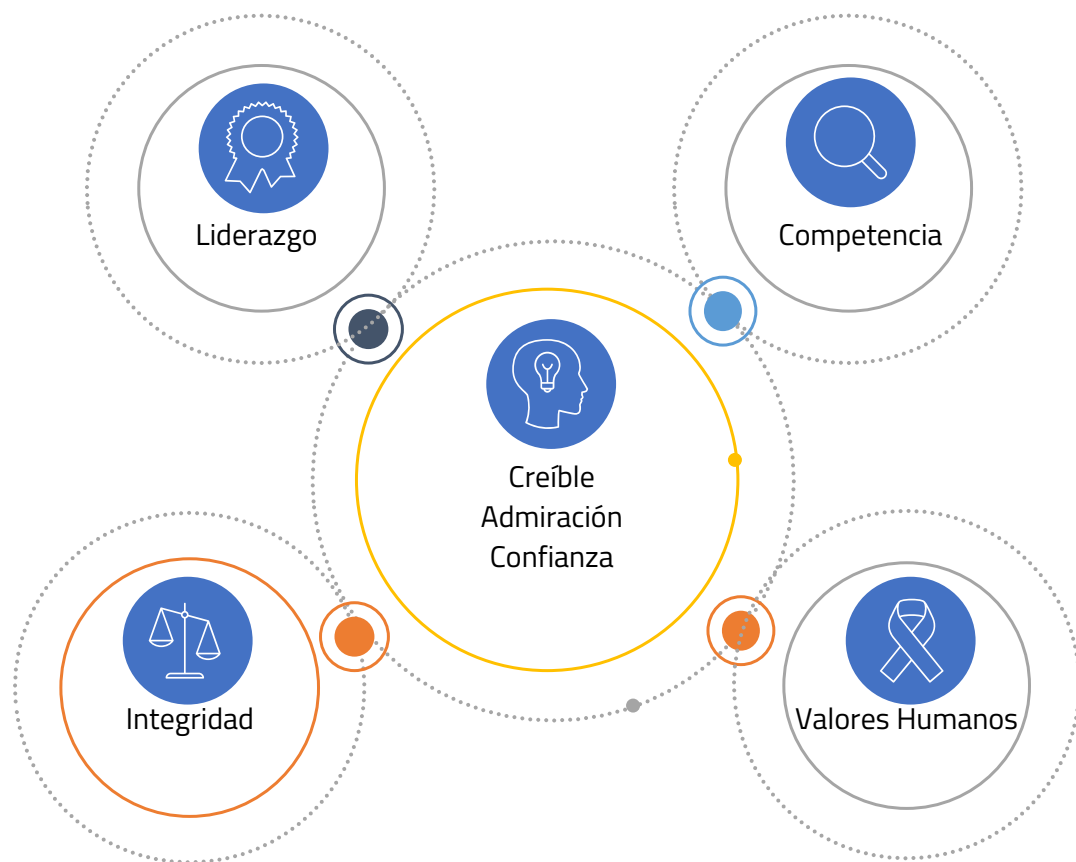 Liderazgo
Competencia
Creíble
Admiración
Confianza
Integridad
Valores Humanos